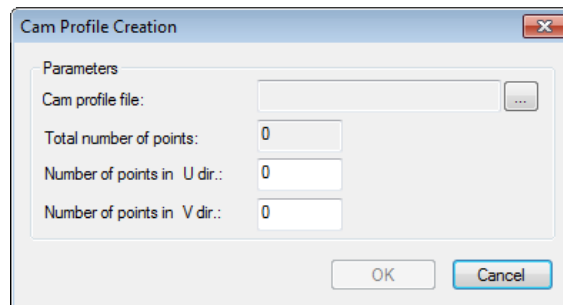 Cam Profile Creation
Parameters
Cam profile file:
...
Total number of points: 0
Number of points in U dir.: 0
Number of points in V dir.: 0
OK Cancel